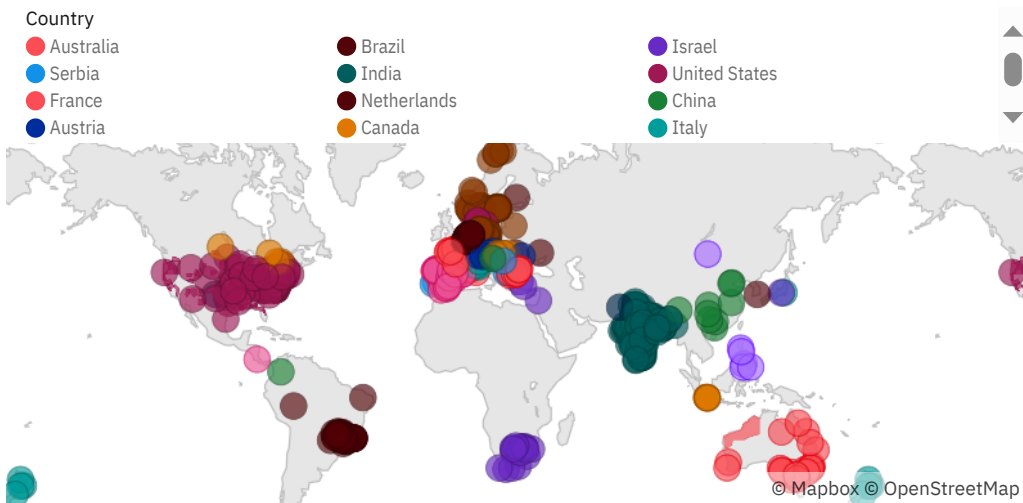 Country
Australia Brazil Israel
Serbia India United States
France Netherlands China
Austria Canada Italy
© Mapbox © OpenStreetMap